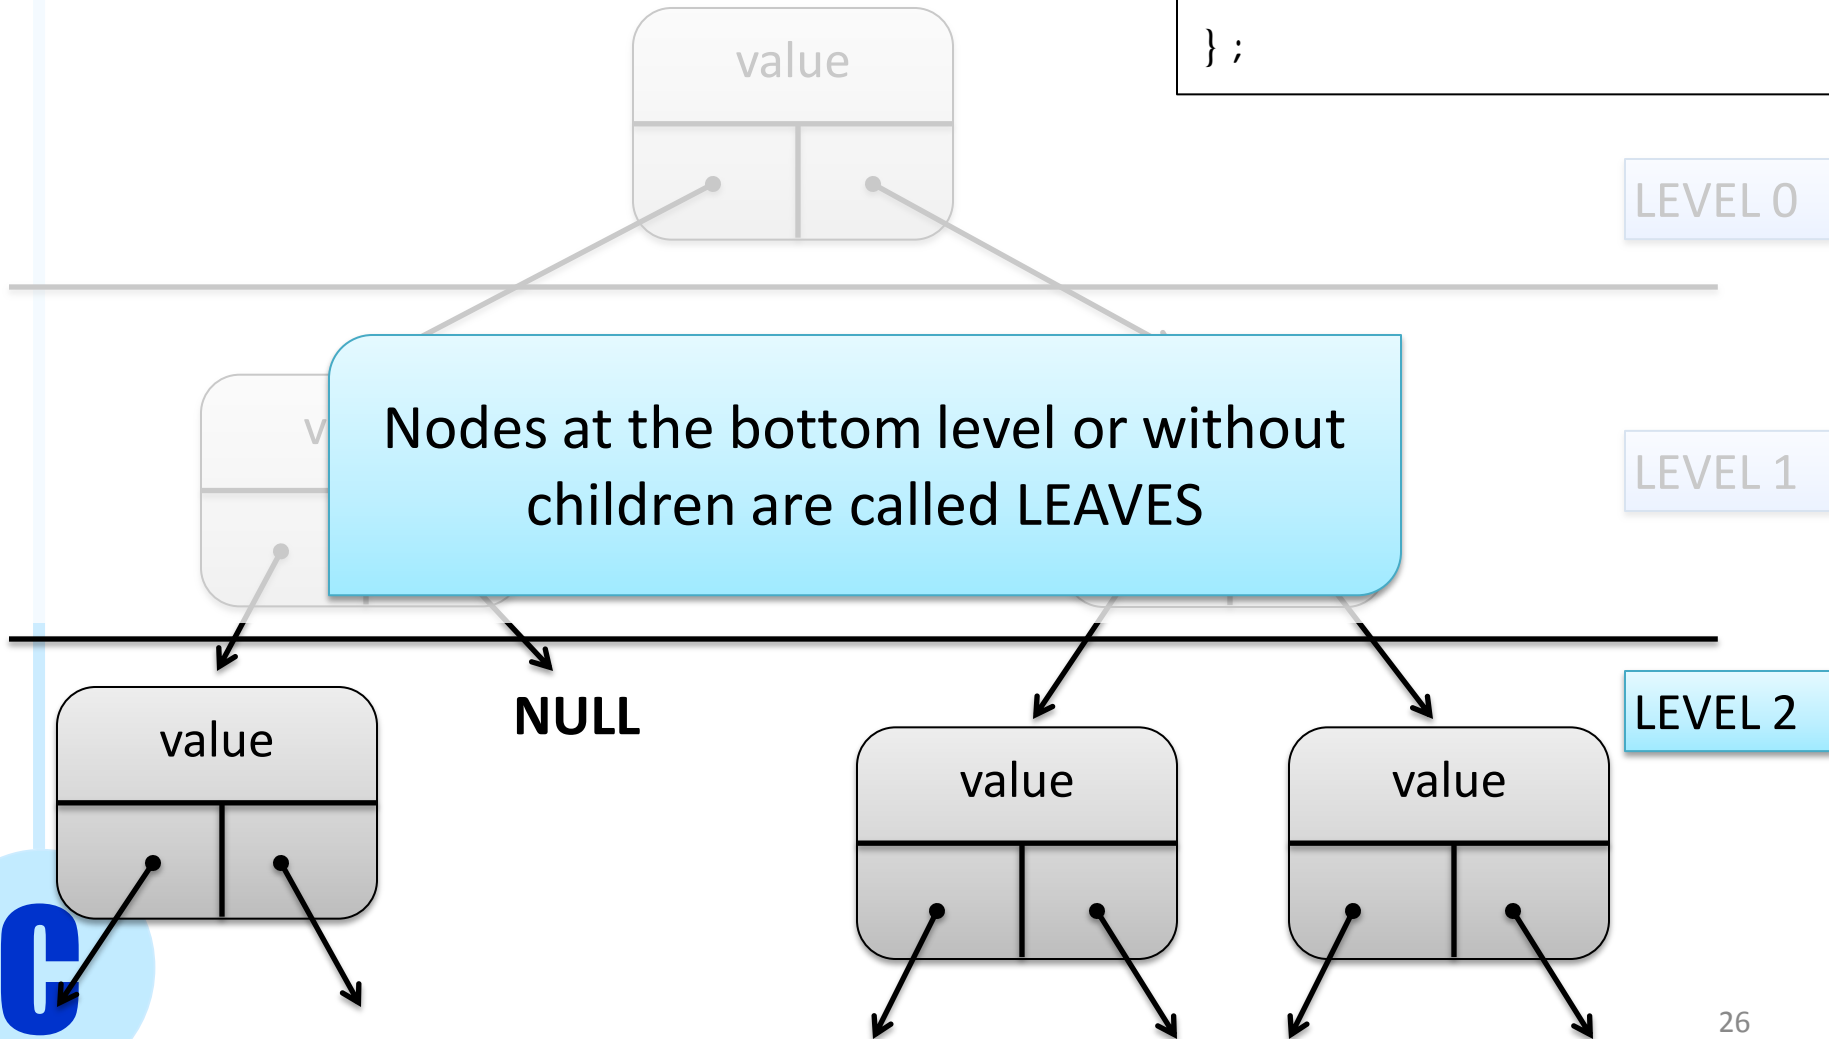 value
} ;
LEVEL 0
Nodes at the bottom level or without
children are called LEAVES
LEVEL 1
NULL
LEVEL 2
value
value
value
C
26